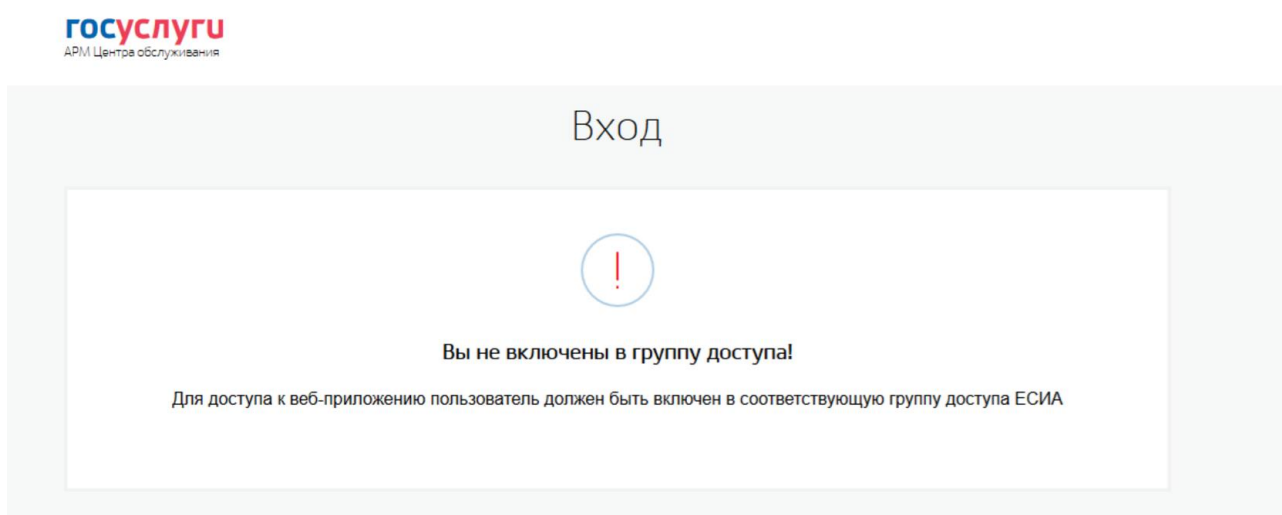 госуслуги
АРМ Центра обслуживания
Вход
!
Вы не включены в группу доступа!
Для доступа к веб-приложению пользователь должен быть включен в соответствующую группу доступа ЕСИА